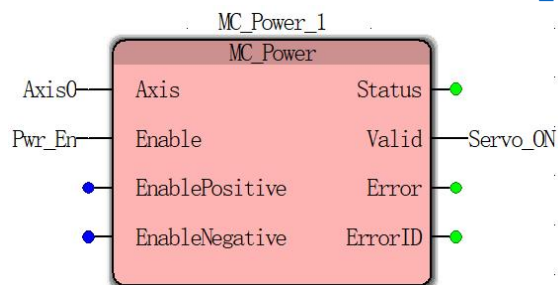 MC_Power_1
MC_Power
Axis0 Axis Status
Pwr_En Enable Valid Servo_ON
EnablePositive Error
EnableNegative ErrorID